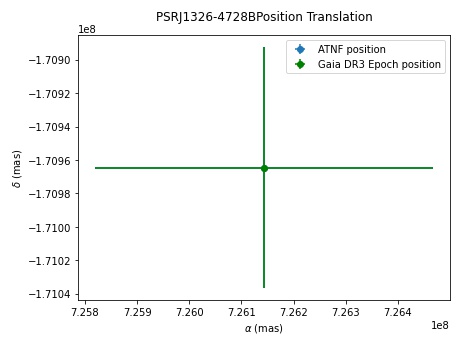 PSRJ1326-4728BPosition Translation
1e8
ATNF position
Gaia DR3 Epoch position
−1.7090
−1.7092
−1.7094
−1.7096
−1.7098
−1.7100
−1.7102
−1.7104
δ (mas)
7.258 7.259 7.260 7.261 7.262 7.263 7.264
α (mas)
1e8